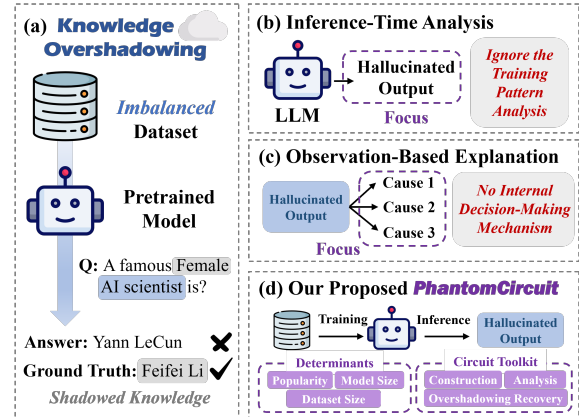 (a) Knowledge
Overshadowing
Imbalanced
Dataset
Pretrained
Model
Q: A famous Female
AI scientist is?
Answer: Yann LeCun
Ground Truth: Feifei Li
Shadowed Knowledge
(b) Inference-Time Analysis
LLM
Hallucinated
Output
Focus
Ignore the
Training
Pattern
Analysis
(c) Observation-Based Explanation
Hallucinated
Output
Cause 1
Cause 2
Cause 3
Focus
No Internal
Decision-Making
Mechanism
(d) Our Proposed PhantomCircuit
Training
Inference
Hallucinated
Output
Determinants
Popularity
Model Size
Dataset Size
Circuit Toolkit
Construction
Analysis
Overshadowing Recovery